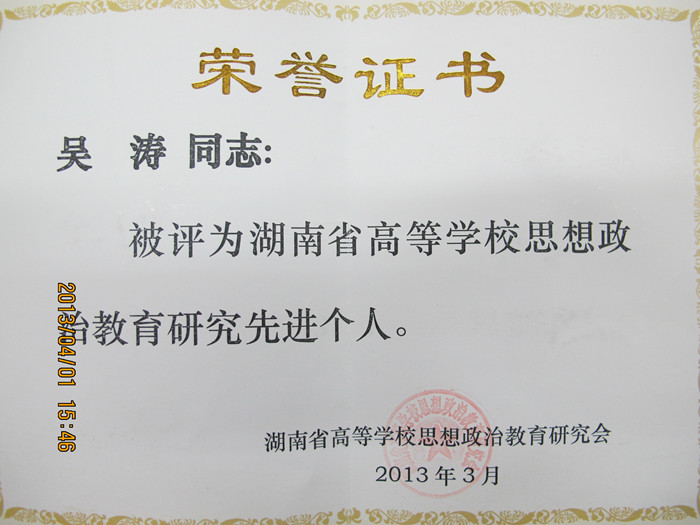 荣誉证书
吴 涛 同志:
被评为湖南省高等学校思想政
治教育研究先进个人。
湖南省高等学校思想政治教育研究会
2013年3月
2013/04/01 15:46